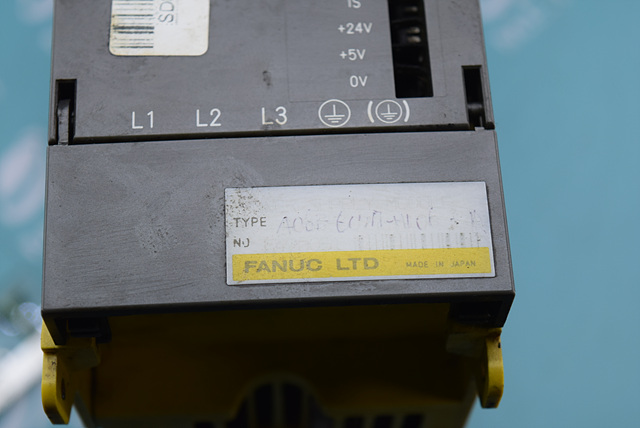 SD
IS
+24V
+5V
0V
L1 L2 L3
TYPE
NO
FANUC LTD MADE IN JAPAN